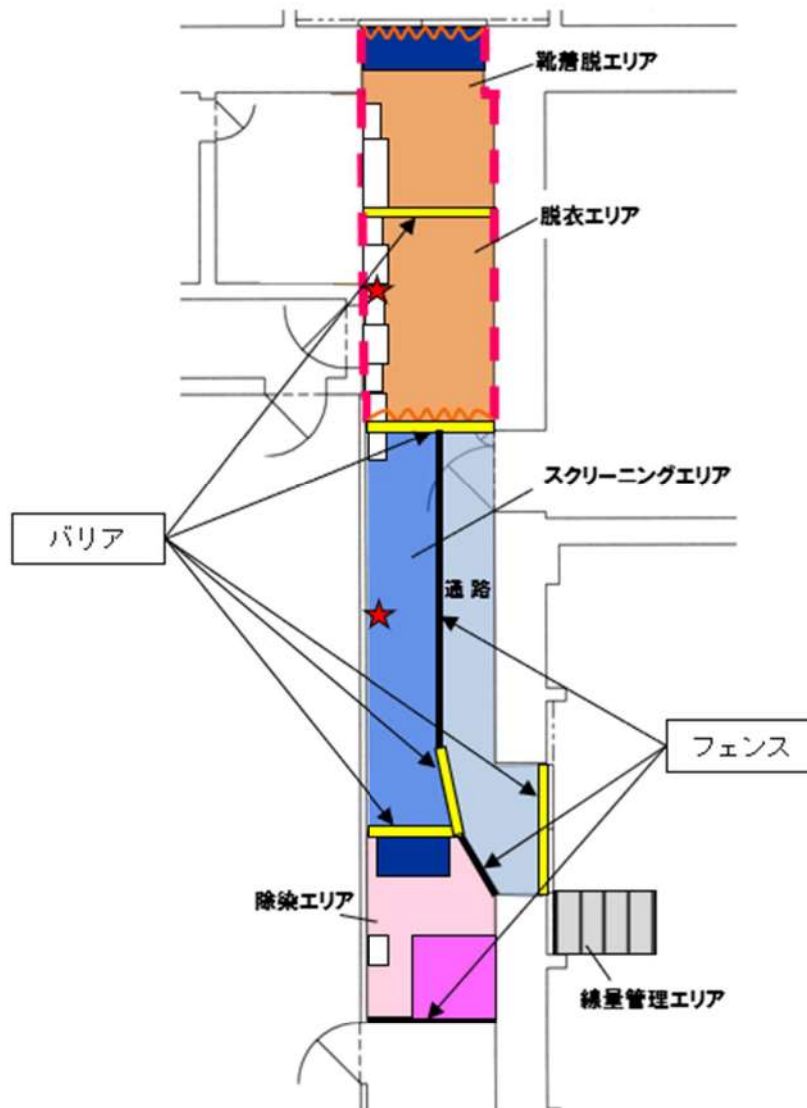 靴着脱エリア
脱衣エリア
スクリーニングエリア
バリア
通 路
フェンス
除染エリア
線量管理エリア